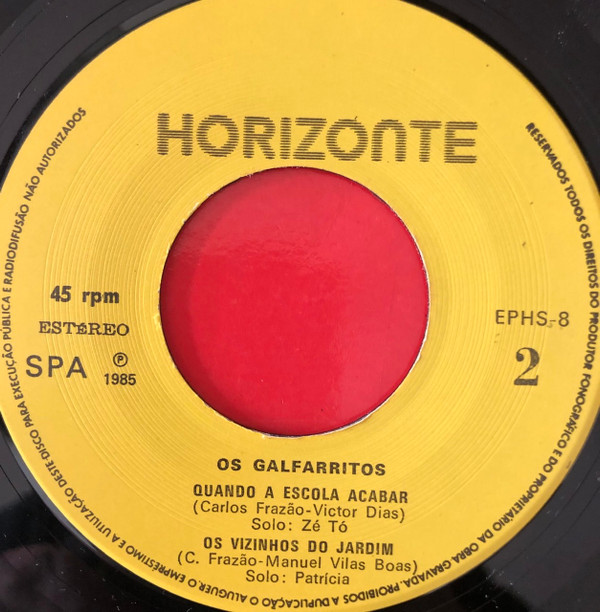 HORIZONTE
45 rpm
ESTéREO
SPA ℗ 1985
EPHS-8
2
OS GALFARRITOS
QUANDO A ESCOLA ACABAR
(Carlos Frazão-Victor Dias)
Solo: Zé Tó
OS VIZINHOS DO JARDIM
(C. Frazão-Manuel Vilas Boas)
Solo: Patrícia
RESERVADOS TODOS OS DIREITOS DO PRODUTOR FONOGRÁFICO E DO PROPRIETARIO DA OBRA GRAVADA. PROIBIDOS A DUPLICAÇÃO O ALUGUER. O EMPRESTIMO E A UTILIZAÇÃO DESTE DISCO PARA EXECUÇÃO PÚBLICA E RADIODIFUSÃO NÃO AUTORIZADOS